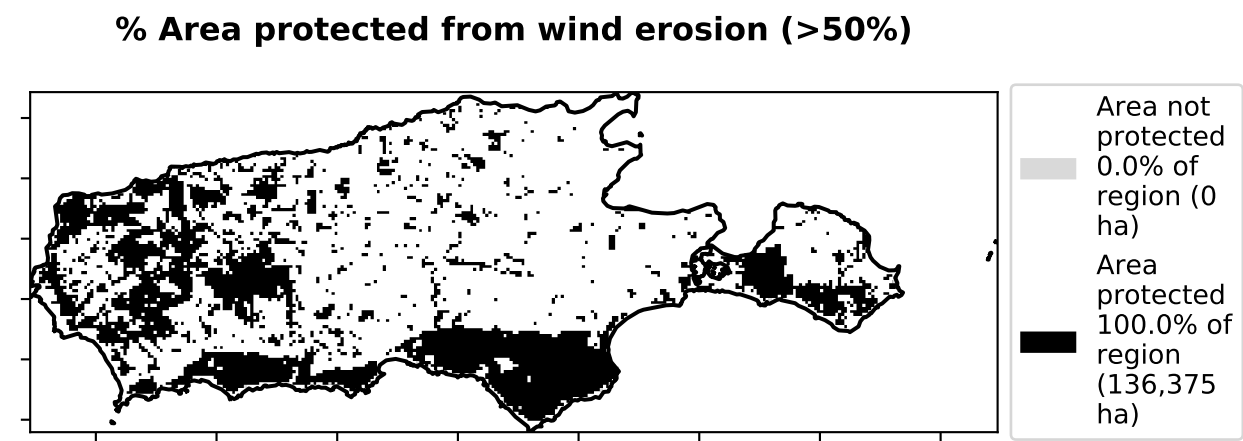 % Area protected from wind erosion (>50%)
Area not
protected
0.0% of
region (0
ha)
Area
protected
100.0% of
region
(136,375
ha)